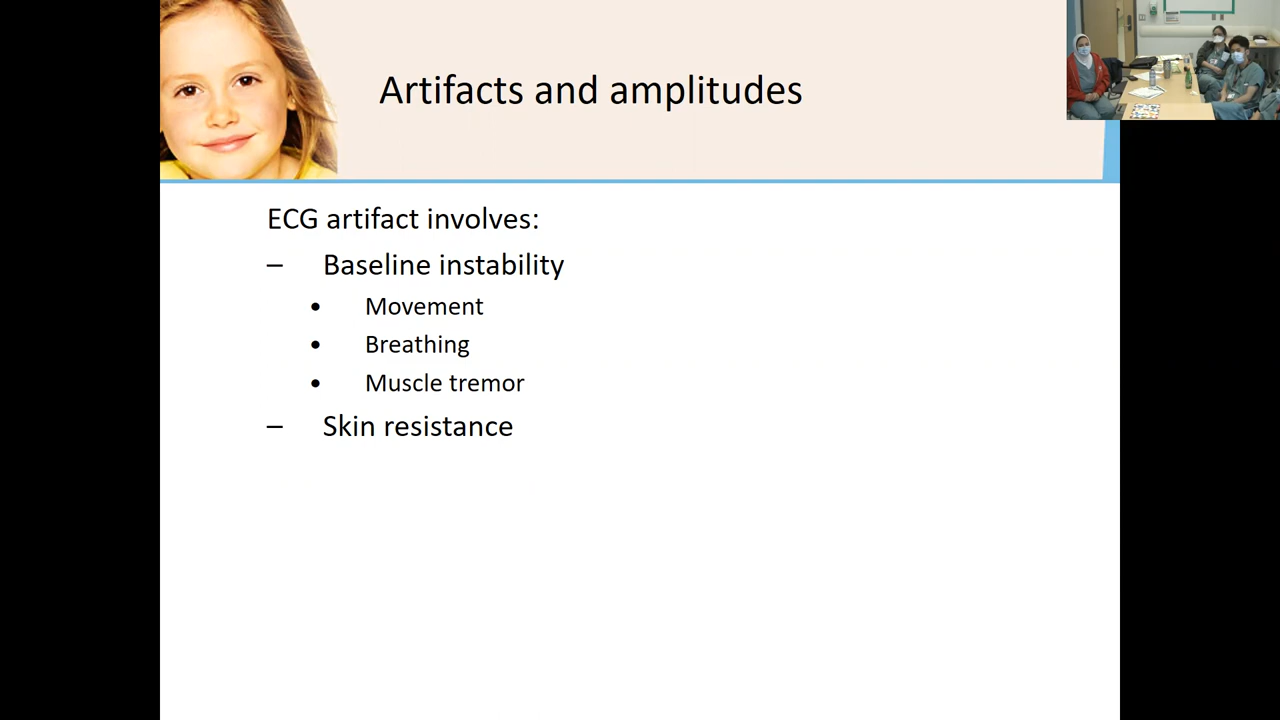 Artifacts and amplitudes
ECG artifact involves:
– Baseline instability
• Movement
• Breathing
• Muscle tremor
– Skin resistance